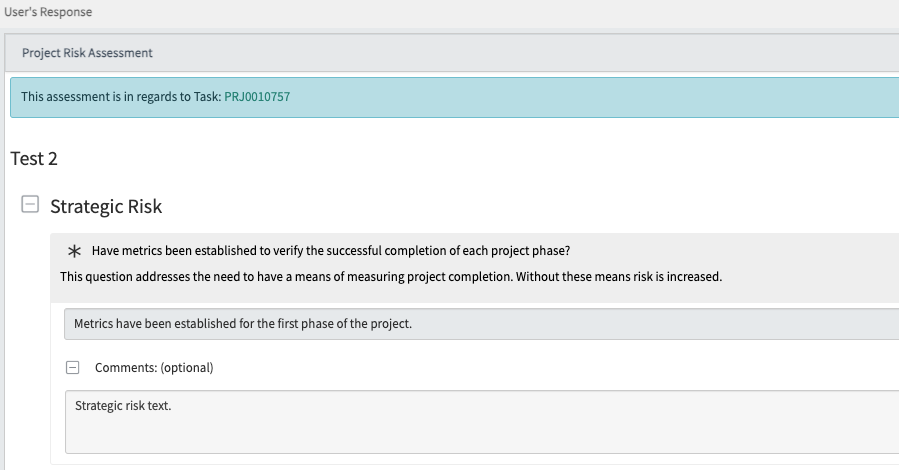 User's Response
Project Risk Assessment
This assessment is in regards to Task: PRJ0010757
Test 2
Strategic Risk
Have metrics been established to verify the successful completion of each project phase?
This question addresses the need to have a means of measuring project completion. Without these means risk is increased.
Metrics have been established for the first phase of the project.
Comments: (optional)
Strategic risk text.